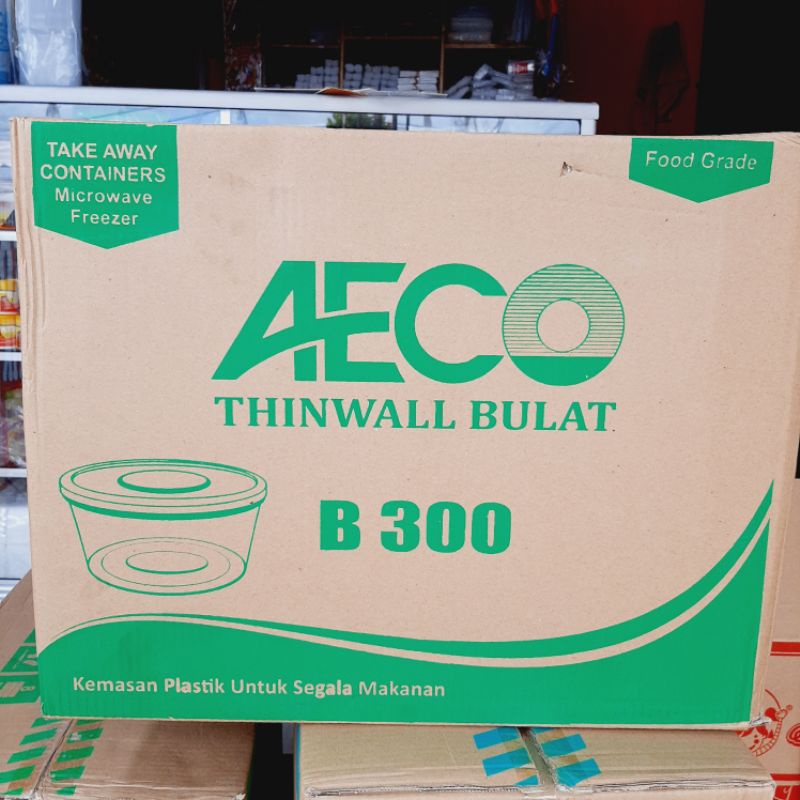 TAKE AWAY
CONTAINERS
Microwave
Freezer
Food Grade
AECO
THINWALL BULAT
B 300
Kemasan Plastik Untuk Segala Makanan